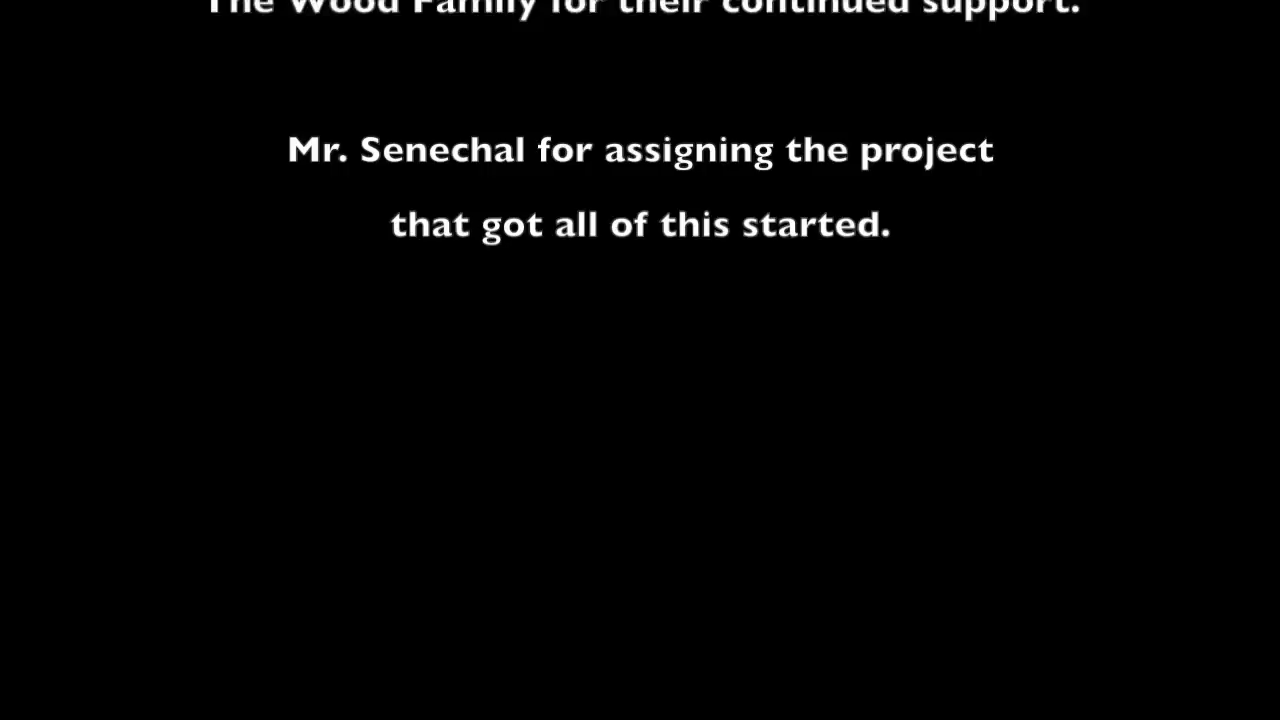 The Wood Family for their continued support.
Mr. Senechal for assigning the project
that got all of this started.